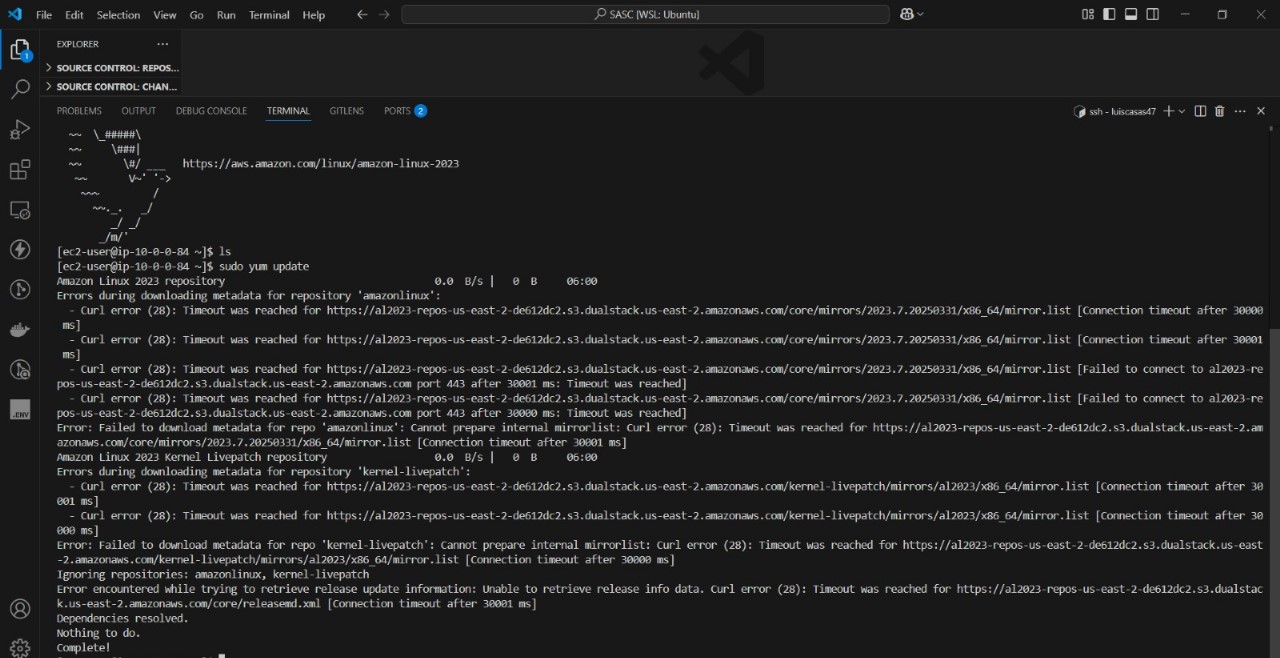 File Edit Selection View Go Run Terminal Help
SASC [WSL: Ubuntu]
EXPLORER
1
SOURCE CONTROL: REPOS...
SOURCE CONTROL: CHAN...
PROBLEMS OUTPUT DEBUG CONSOLE TERMINAL GITLENS PORTS 2
ssh - luiscasas47
~~  \_#####\
~~     \###|
~~       \#/ ___   https://aws.amazon.com/linux/amazon-linux-2023
~~       V~' '->
~~~         /
~~._.   _/
_/ _/
_/m/'
[ec2-user@ip-10-0-0-84 ~]$ ls
[ec2-user@ip-10-0-0-84 ~]$ sudo yum update
Amazon Linux 2023 repository 0.0 B/s | 0 B 06:00
Errors during downloading metadata for repository 'amazonlinux':
- Curl error (28): Timeout was reached for https://al2023-repos-us-east-2-de612dc2.s3.dualstack.us-east-2.amazonaws.com/core/mirrors/2023.7.20250331/x86_64/mirror.list [Connection timeout after 30000
ms]
- Curl error (28): Timeout was reached for https://al2023-repos-us-east-2-de612dc2.s3.dualstack.us-east-2.amazonaws.com/core/mirrors/2023.7.20250331/x86_64/mirror.list [Connection timeout after 30001
ms]
- Curl error (28): Timeout was reached for https://al2023-repos-us-east-2-de612dc2.s3.dualstack.us-east-2.amazonaws.com/core/mirrors/2023.7.20250331/x86_64/mirror.list [Failed to connect to al2023-re
pos-us-east-2-de612dc2.s3.dualstack.us-east-2.amazonaws.com port 443 after 30001 ms: Timeout was reached]
- Curl error (28): Timeout was reached for https://al2023-repos-us-east-2-de612dc2.s3.dualstack.us-east-2.amazonaws.com/core/mirrors/2023.7.20250331/x86_64/mirror.list [Failed to connect to al2023-re
pos-us-east-2-de612dc2.s3.dualstack.us-east-2.amazonaws.com port 443 after 30000 ms: Timeout was reached]
Error: Failed to download metadata for repo 'amazonlinux': Cannot prepare internal mirrorlist: Curl error (28): Timeout was reached for https://al2023-repos-us-east-2-de612dc2.s3.dualstack.us-east-2.am
azonaws.com/core/mirrors/2023.7.20250331/x86_64/mirror.list [Connection timeout after 30001 ms]
Amazon Linux 2023 Kernel Livepatch repository 0.0 B/s | 0 B 06:00
Errors during downloading metadata for repository 'kernel-livepatch':
- Curl error (28): Timeout was reached for https://al2023-repos-us-east-2-de612dc2.s3.dualstack.us-east-2.amazonaws.com/kernel-livepatch/mirrors/al2023/x86_64/mirror.list [Connection timeout after 30
001 ms]
- Curl error (28): Timeout was reached for https://al2023-repos-us-east-2-de612dc2.s3.dualstack.us-east-2.amazonaws.com/kernel-livepatch/mirrors/al2023/x86_64/mirror.list [Connection timeout after 30
000 ms]
Error: Failed to download metadata for repo 'kernel-livepatch': Cannot prepare internal mirrorlist: Curl error (28): Timeout was reached for https://al2023-repos-us-east-2-de612dc2.s3.dualstack.us-east
-2.amazonaws.com/kernel-livepatch/mirrors/al2023/x86_64/mirror.list [Connection timeout after 30000 ms]
Ignoring repositories: amazonlinux, kernel-livepatch
Error encountered while trying to retrieve release update information: Unable to retrieve release info data. Curl error (28): Timeout was reached for https://al2023-repos-us-east-2-de612dc2.s3.dualstac
k.us-east-2.amazonaws.com/core/releasemd.xml [Connection timeout after 30001 ms]
Dependencies resolved.
Nothing to do.
Complete!
.ENV